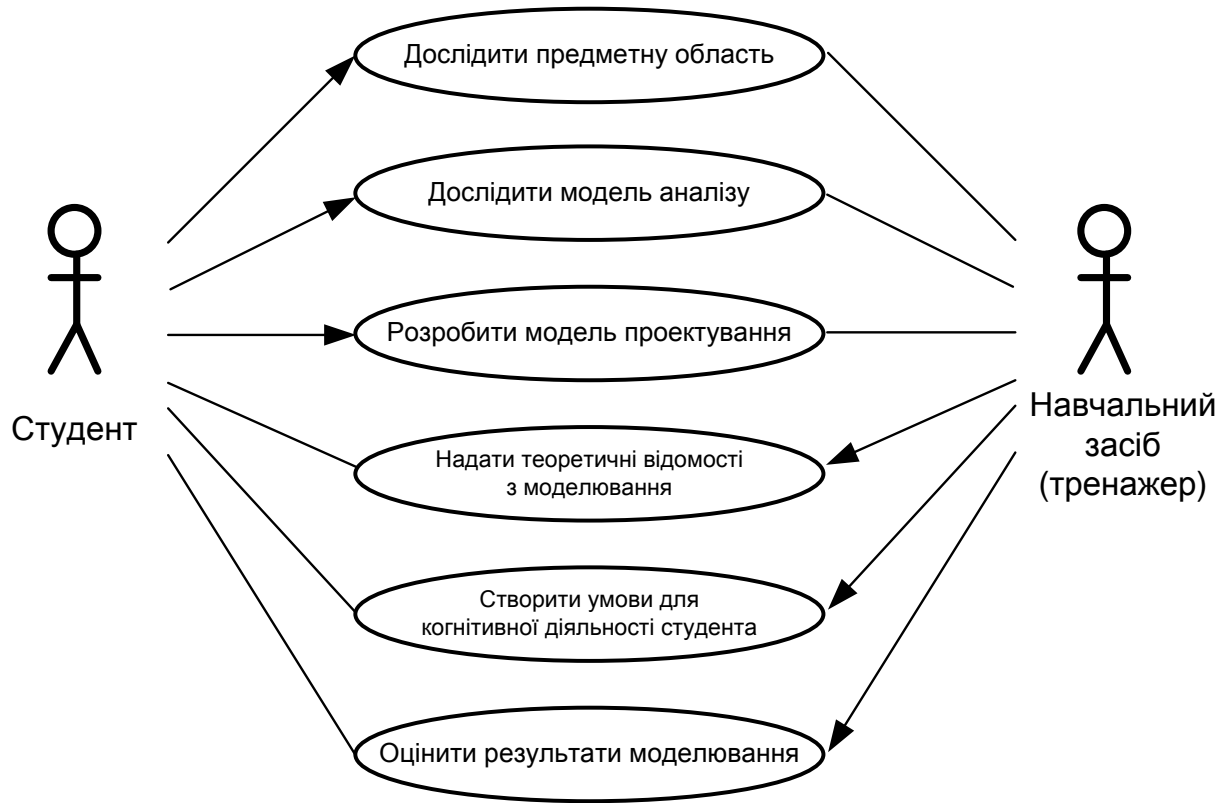 Дослідити предметну область
Дослідити модель аналізу
Розробити модель проектування
Студент
Навчальний
засіб
(тренажер)
Надати теоретичні відомості
з моделювання
Створити умови для
когнітивної діяльності студента
Оцінити результати моделювання